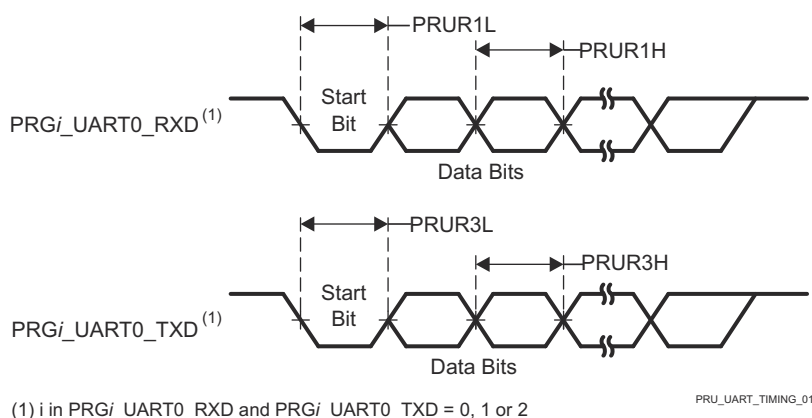 PRUR1L
PRUR1H
Start
Bit
PRGi_UART0_RXD(1)
Data Bits
PRUR3L
PRUR3H
Start
Bit
PRGi_UART0_TXD(1)
Data Bits
PRU_UART_TIMING_01
(1) i in PRGi_UART0_RXD and PRGi_UART0_TXD = 0, 1 or 2